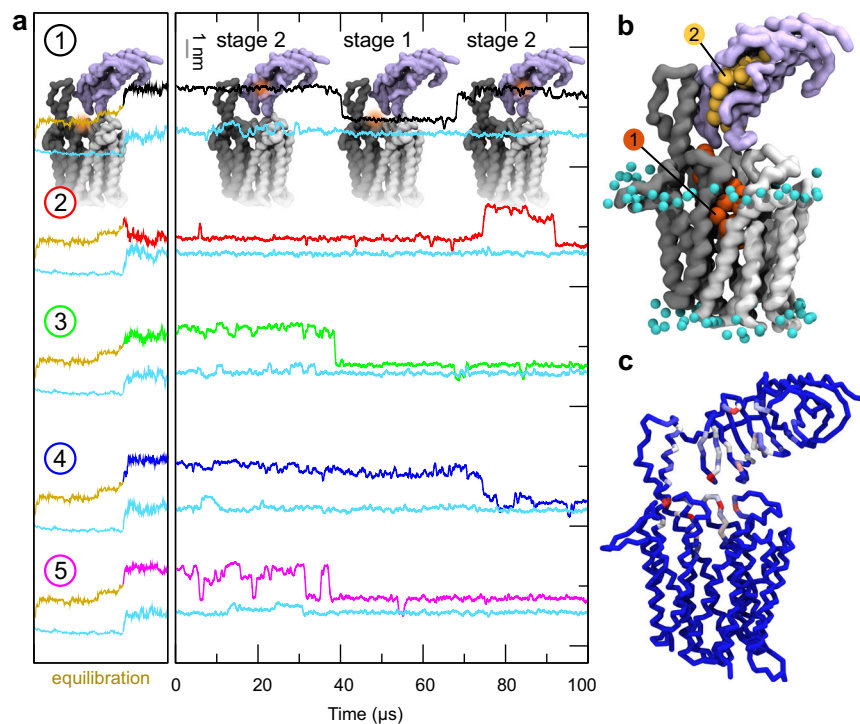 a
1
1 nm
stage 2
stage 1
stage 2
2
3
4
5
equilibration
0
20
40
60
80
100
Time (µs)
b
2
1
c